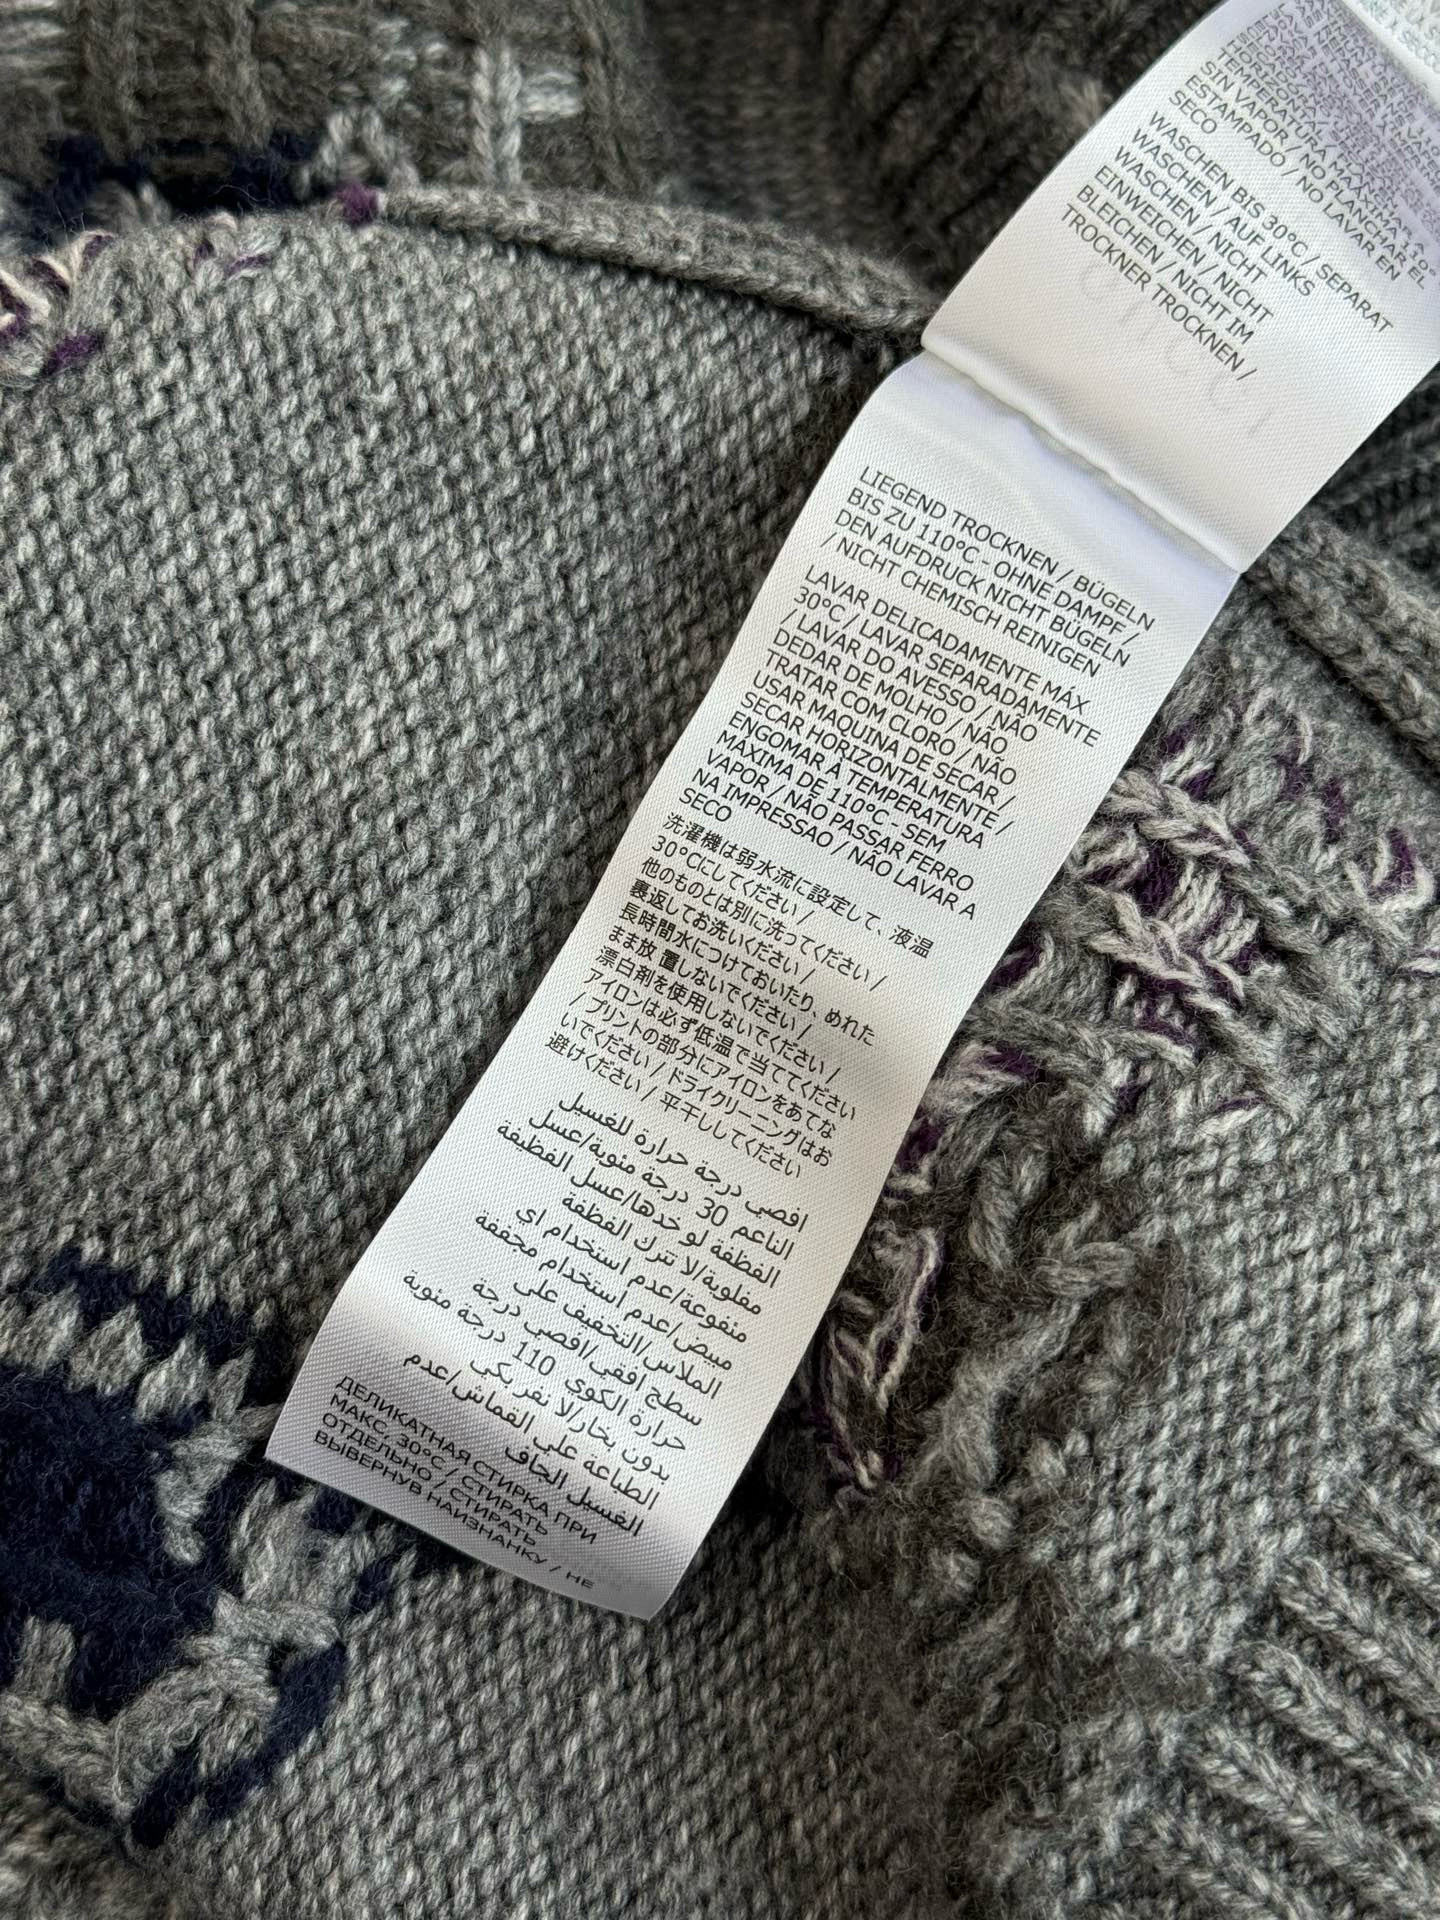 TEMPERATURA MÁXIMA 110°
SIN VAPOR / NO PLANCHAR EL
ESTAMPADO / NO LAVAR EN
SECO
WASCHEN BIS 30°C / SEPARAT
WASCHEN / AUF LINKS
WASCHEN / NICHT
EINWEICHEN / NICHT
BLEICHEN / NICHT IM
TROCKNER TROCKNEN /
LIEGEND TROCKNEN / BÜGELN
BIS ZU 110°C - OHNE DAMPF /
DEN AUFDRUCK NICHT BÜGELN
/ NICHT CHEMISCH REINIGEN
LAVAR DELICADAMENTE MÁX
30°C / LAVAR SEPARADAMENTE
/ LAVAR DO AVESSO / NÃO
DEDAR DE MOLHO / NÃO
TRATAR COM CLORO / NÃO
USAR MAQUINA DE SECAR /
SECAR HORIZONTALMENTE /
ENGOMAR À TEMPERATURA
MÁXIMA DE 110°C - SEM
VAPOR / NÃO PASSAR FERRO
NA IMPRESSAO / NÃO LAVAR A
SECO
洗濯機は弱水流に設定して、液温
30°Cにしてください /
他のものとは別に洗ってください /
裏返してお洗いください /
長時間水につけておいたり、めれた
まま放 置しないでください /
漂白剤を使用しないでください /
アイロンは必ず低温で当ててください
/ プリントの部分にアイロンをあてな
いでください / ドライクリーニングはお
避けください / 平干ししてください
اقصي درجة حرارة للغسيل
الناعم 30 درجة مئوية/غسل
القطفة لوحدها/غسل القطيفة
مقلوبة/لا تترك القطفة
منقوعة/عدم استخدام اي
مبيض/عدم استخدام مجففة
الملابس/التخفيف على
سطح افقي/اقصي درجة
حرارة الكوي 110 درجة مئوية
بدون بخار/لا نفر بكي
الطباعة على القماش/عدم
الغسيل الجاف
ДЕЛИКАТНАЯ СТИРКА ПРИ
МАКС. 30°C / СТИРАТЬ
ОТДЕЛЬНО / СТИРАТЬ
ВЫВЕРНУВ НАИЗНАНКУ / НЕ